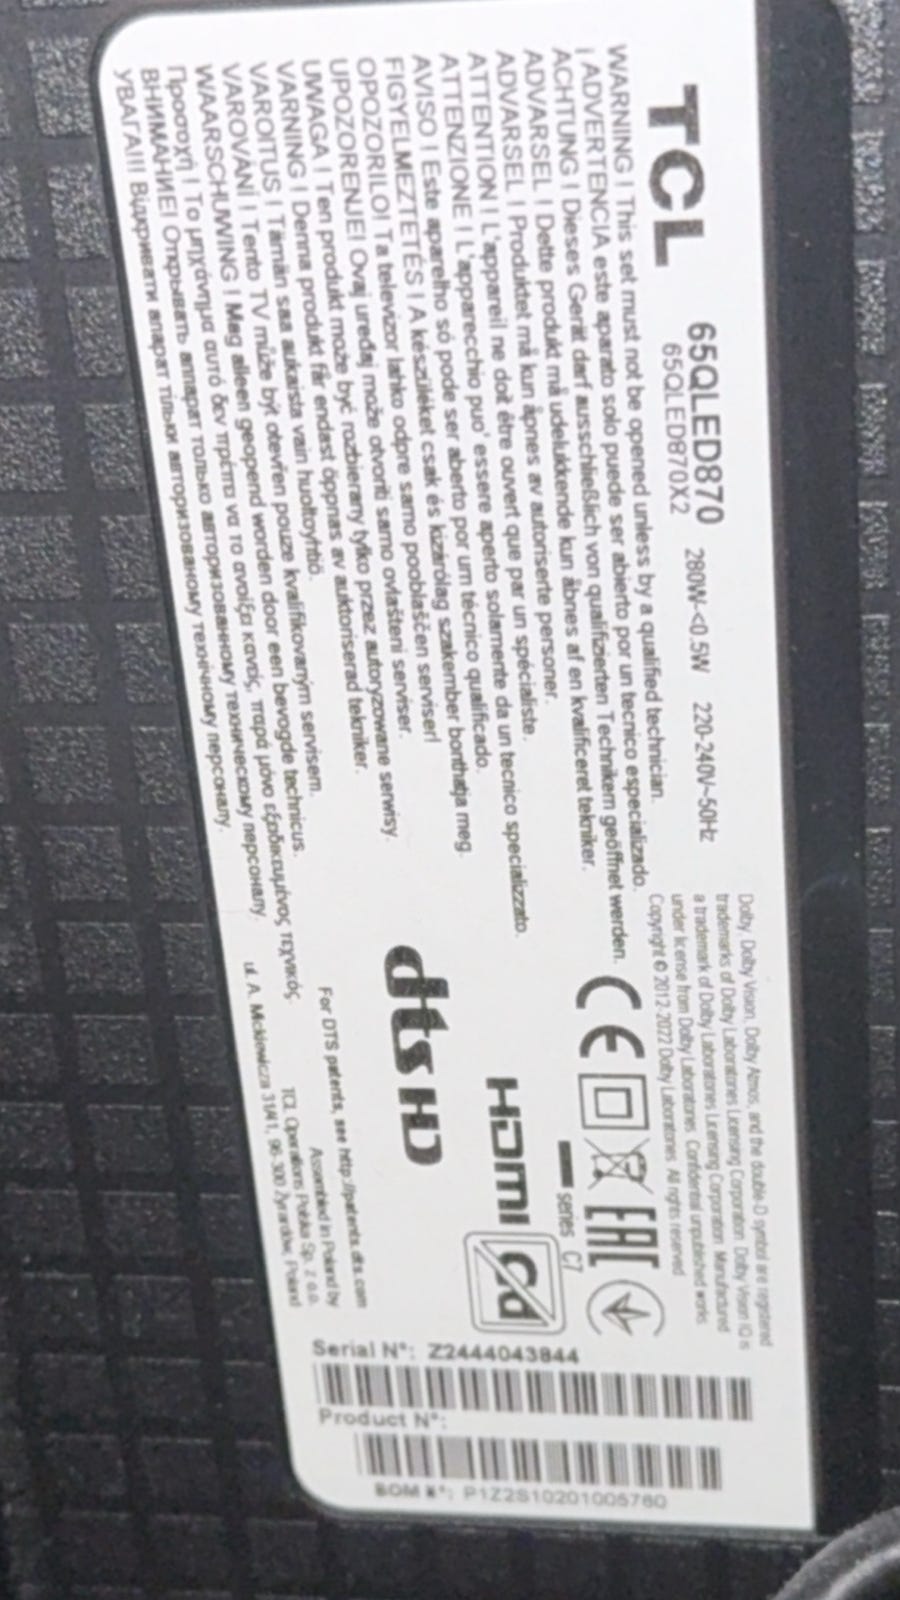 TCL 65QLED870 280W-<0.5W 220-240V~50Hz
65QLED870X2
WARNING ! This set must not be opened unless by a qualified technician.
¡ ADVERTENCIA este aparato solo puede ser abierto por un tecnico especializado.
ACHTUNG ! Dieses Gerät darf ausschließlich von qualifizierten Technikern geöffnet werden.
ADVARSEL ! Dette produkt må udelukkende kun åbnes af en kvalificeret tekniker.
ADVARSEL ! Produktet må kun åpnes av autoriserte personer.
ATTENTION ! L'appareil ne doit être ouvert que par un spécialiste.
ATTENZIONE ! L'apparecchio puo' essere aperto solamente da un tecnico specializzato.
AVISO ! Este aparelho só pode ser aberto por um técnico qualificado.
FIGYELMEZTETÉS ! A készüléket csak és kizárólag szakember bonthatja meg.
OPOZORILO! Ta televizor lahko odpre samo pooblaščen serviser!
UPOZORENJE! Ovaj uređaj može otvoriti samo ovlašteni serviser.
UWAGA ! Ten produkt może być rozbierany tylko przez autoryzowane serwisy.
VARNING ! Denna produkt får endast öppnas av auktoriserad tekniker.
VAROITUS ! Tämän saa aukaista vain huoltoyhtiö.
VAROVÁNÍ ! Tento TV může být otevřen pouze kvalifikovaným servisem.
WAARSCHUWING ! Mag alleen geopend worden door een bevogde technicus.
Προσοχή ! Το μηχάνημα αυτό δεν πρέπει να το ανοίξει κανείς, παρά μόνο εξειδικευμένος τεχνικός
ВНИМАНИЕ! Открывать аппарат только авторизованному техническому персоналу.
УВАГА!!! Відкривати апарат тільки авторизованому технічному персоналу.
Dolby, Dolby Vision, Dolby Atmos, and the double-D symbol are registered
trademarks of Dolby Laboratories Licensing Corporation. Dolby Vision IQ is
a trademark of Dolby Laboratories Licensing Corporation. Manufactured
under license from Dolby Laboratories. Confidential unpublished works.
Copyright © 2012-2022 Dolby Laboratories. All rights reserved
CE EAC
series C7
HDMI
dts HD
For DTS patents, see http://patents.dts.com
Assembled in Poland by
TCL Operations Polska Sp. z o.o.
ul. A. Mickiewicza 31/41, 96-300 Żyrardów, Poland
Serial N°: Z2444043844
Product N°:
BOM N°: P1Z2S10201005760